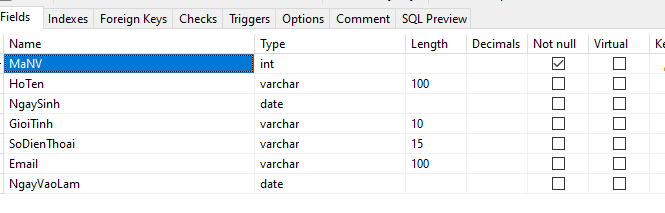 Fields Indexes Foreign Keys Checks Triggers Options Comment SQL Preview
Name Type Length Decimals Not null Virtual
MaNV int
HoTen varchar 100
NgaySinh date
GioiTinh varchar 10
SoDienThoai varchar 15
Email varchar 100
NgayVaoLam date